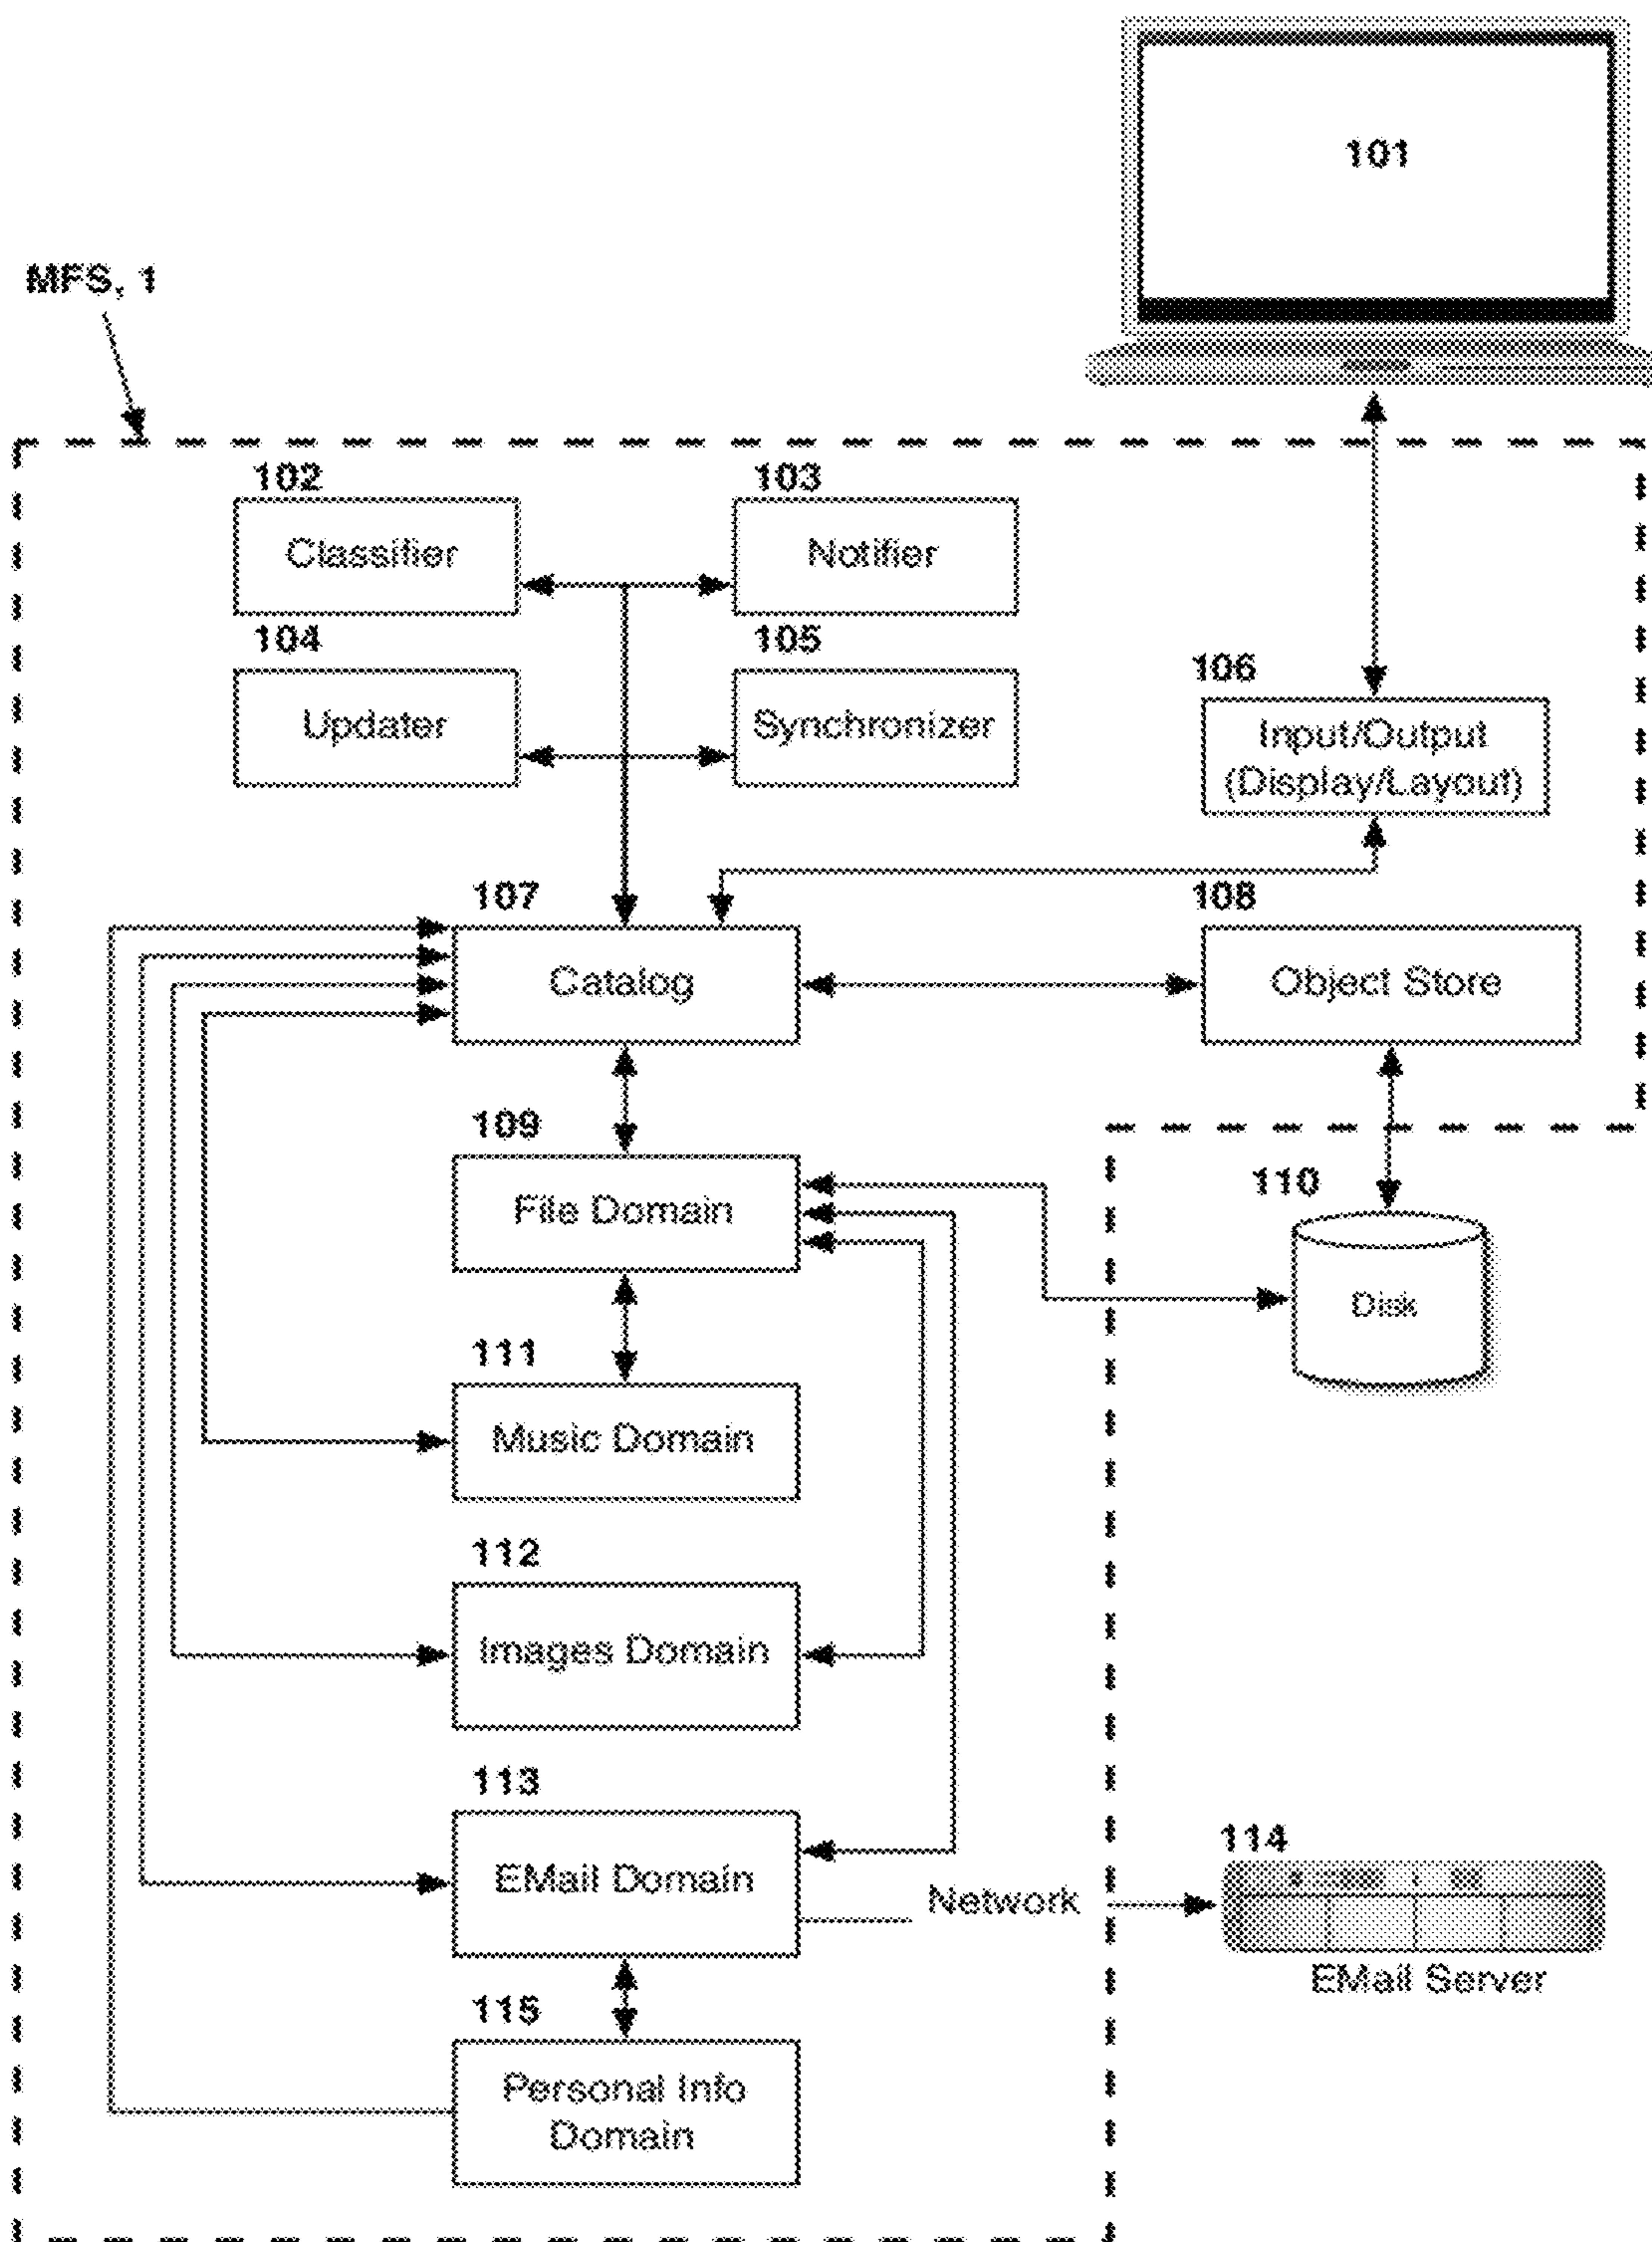 101
MFS, 1
102
Classifier
103
Notifier
104
Updater
105
Synchronizer
106
Input/Output
(Display/Layout)
107
Catalog
108
Object Store
109
File Domain
110
Disk
111
Music Domain
112
Images Domain
113
EMail Domain
Network
114
EMail Server
115
Personal Info
Domain